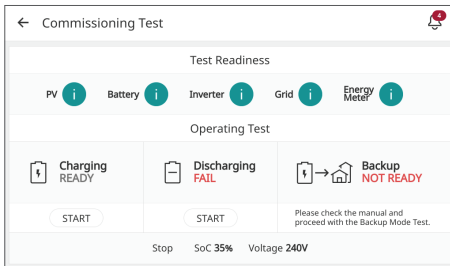 ← Commissioning Test
4
Test Readiness
PV i Battery i Inverter i Grid i Energy Meter i
Operating Test
Charging
READY
Discharging
FAIL
Backup
NOT READY
START
START
Please check the manual and
proceed with the Backup Mode Test.
Stop SoC 35% Voltage 240V